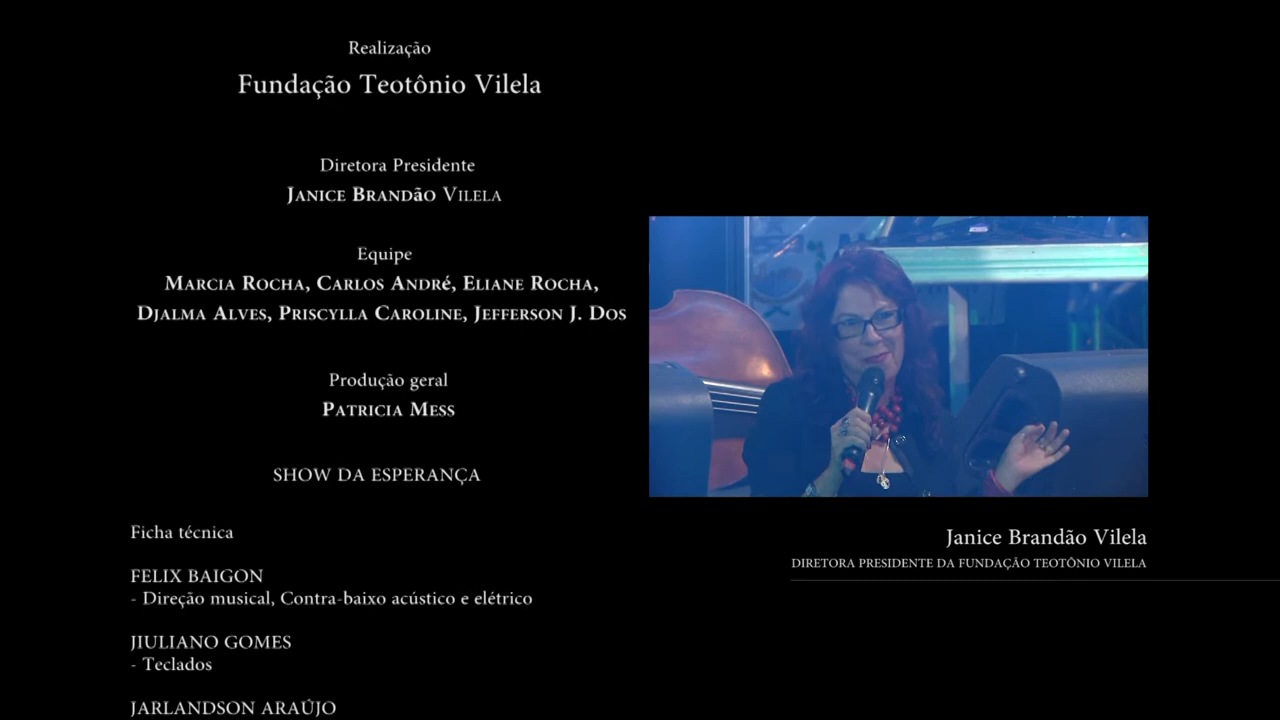 Realização
Fundação Teotônio Vilela
Diretora Presidente
JANICE BRANDãO VILELA
Equipe
MARCIA ROCHA, CARLOS ANDRé, ELIANE ROCHA,
DJALMA ALVES, PRISCYLLA CAROLINE, JEFFERSON J. DOS
Produção geral
PATRICIA MESS
SHOW DA ESPERANÇA
Ficha técnica
FELIX BAIGON
- Direção musical, Contra-baixo acústico e elétrico
JIULIANO GOMES
- Teclados
JARLANDSON ARAÚJO
Janice Brandão Vilela
DIRETORA PRESIDENTE DA FUNDAÇÃO TEOTÔNIO VILELA